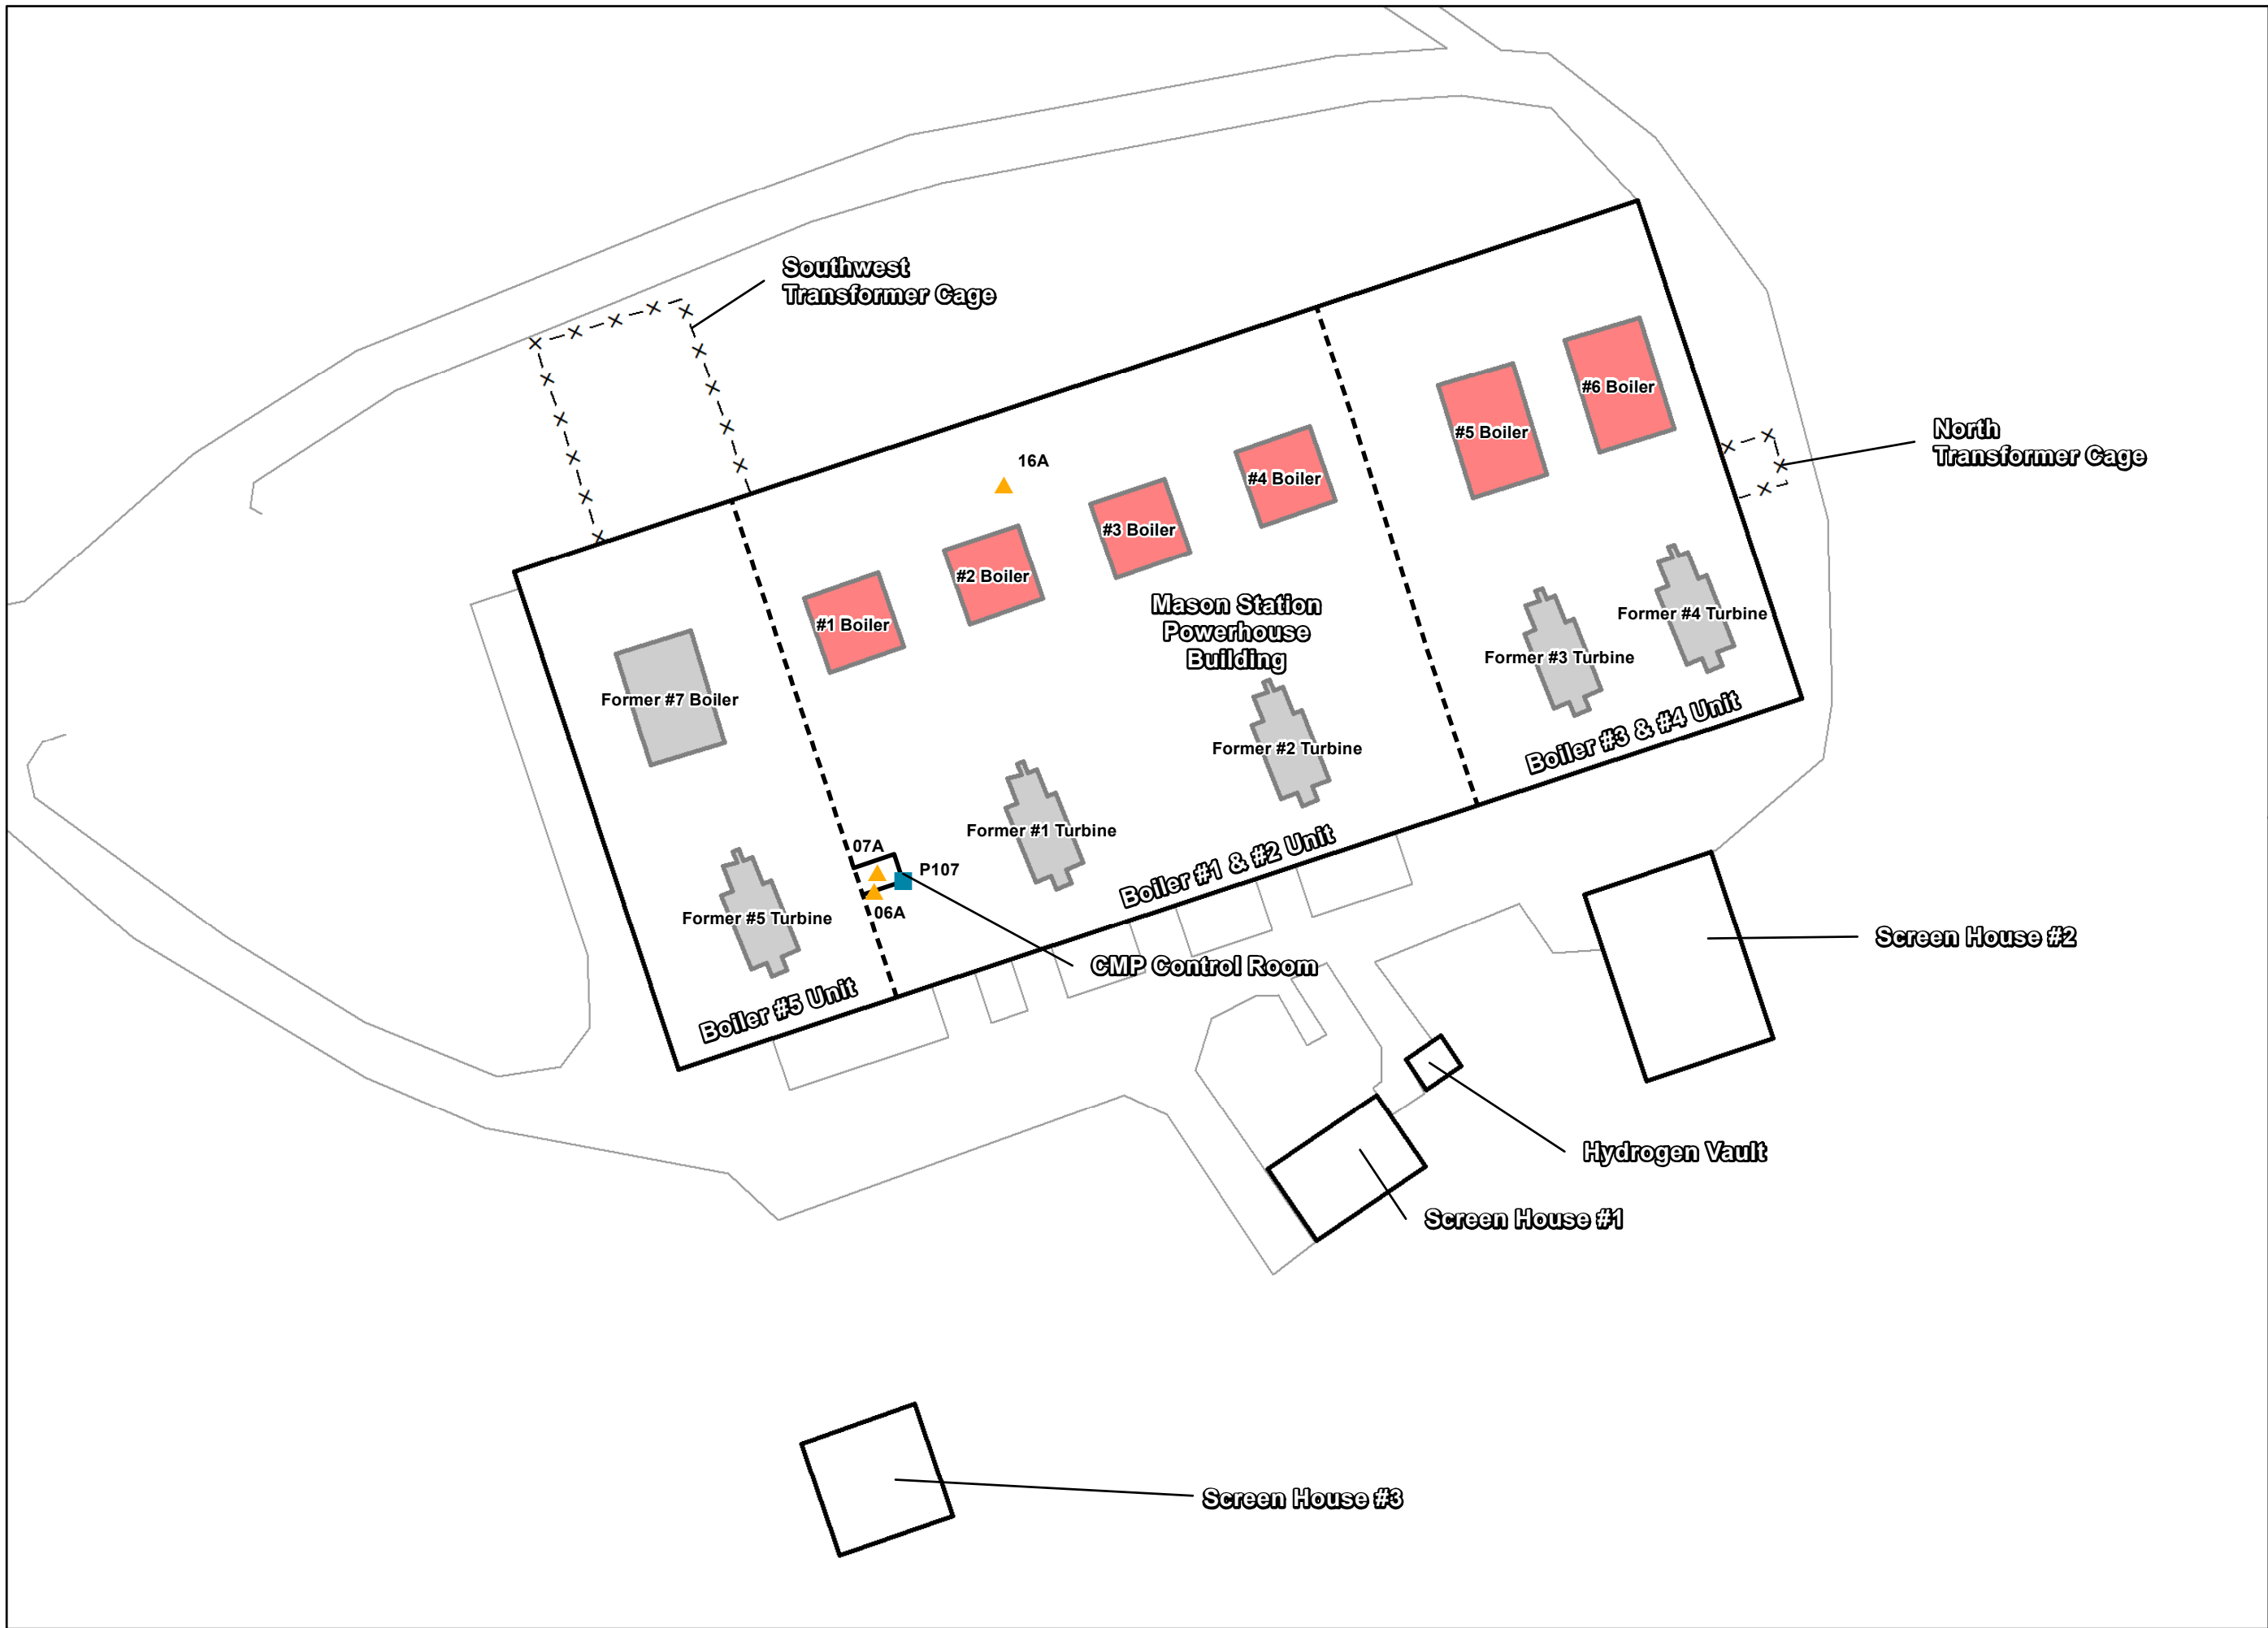 Southwest
Transformer Cage
North
Transformer Cage
#6 Boiler
#5 Boiler
16A
#4 Boiler
#3 Boiler
#2 Boiler
#1 Boiler
Mason Station
Powerhouse
Building
Former #4 Turbine
Former #3 Turbine
Former #7 Boiler
Former #2 Turbine
Boiler #3 & #4 Unit
Former #1 Turbine
07A
P107
Boiler #1 & #2 Unit
06A
Former #5 Turbine
Screen House #2
CMP Control Room
Boiler #5 Unit
Hydrogen Vault
Screen House #1
Screen House #3